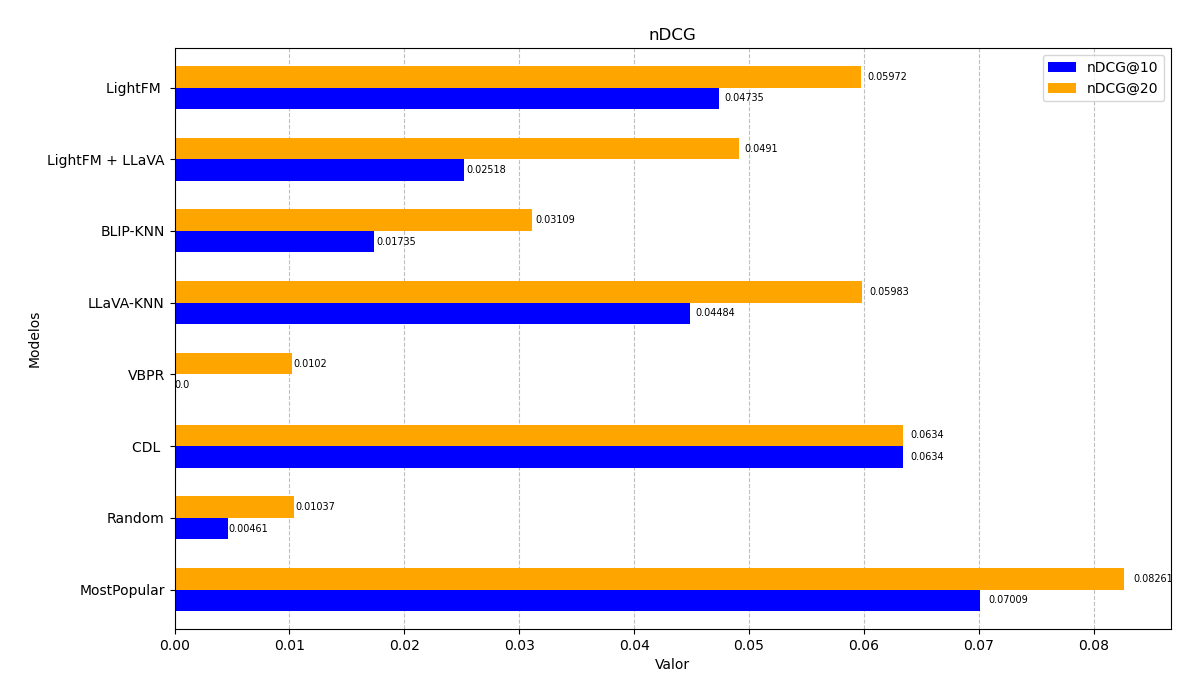 nDCG
nDCG@10
nDCG@20
LightFM
0.05972
0.04735
LightFM + LLaVA
0.0491
0.02518
BLIP-KNN
0.03109
0.01735
LLaVA-KNN
0.05983
0.04484
VBPR
0.0102
0.0
CDL
0.0634
0.0634
Random
0.01037
0.00461
MostPopular
0.08261
0.07009
Modelos
0.00 0.01 0.02 0.03 0.04 0.05 0.06 0.07 0.08
Valor